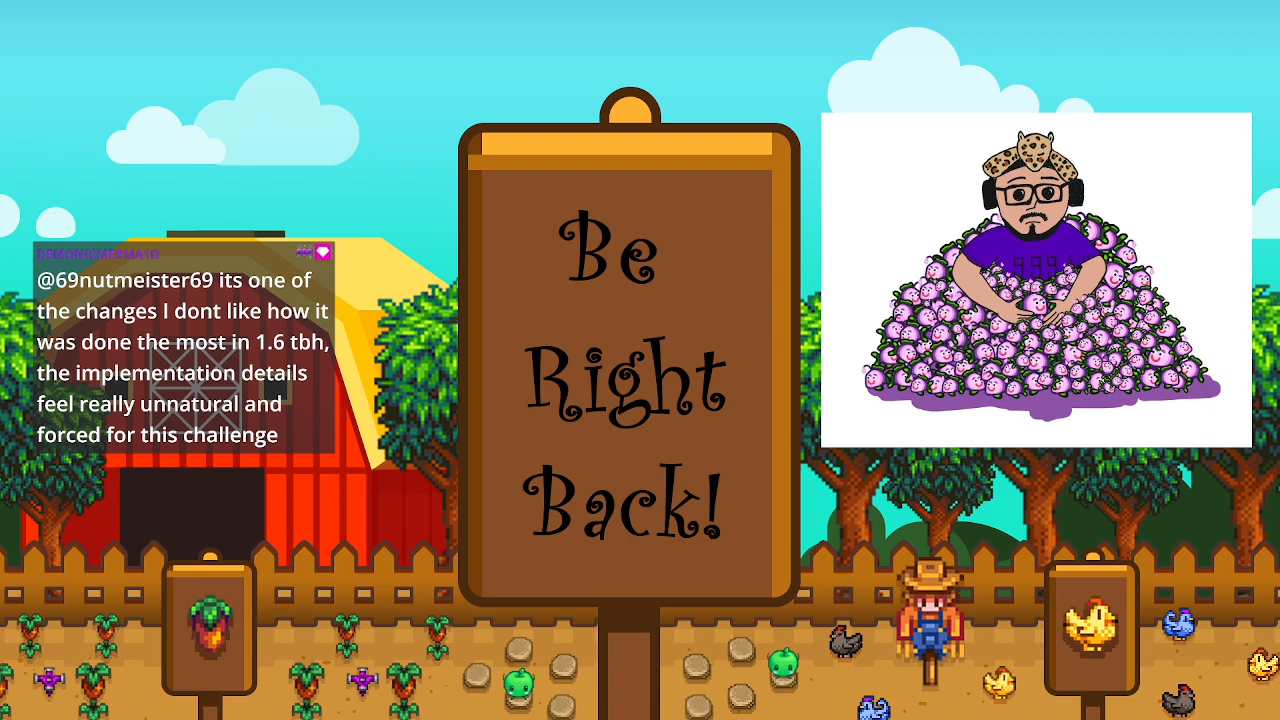 DEMONICMERMA1D
@69nutmeister69 its one of
the changes I dont like how it
was done the most in 1.6 tbh,
the implementation details
feel really unnatural and
forced for this challenge
Be
Right
Back!